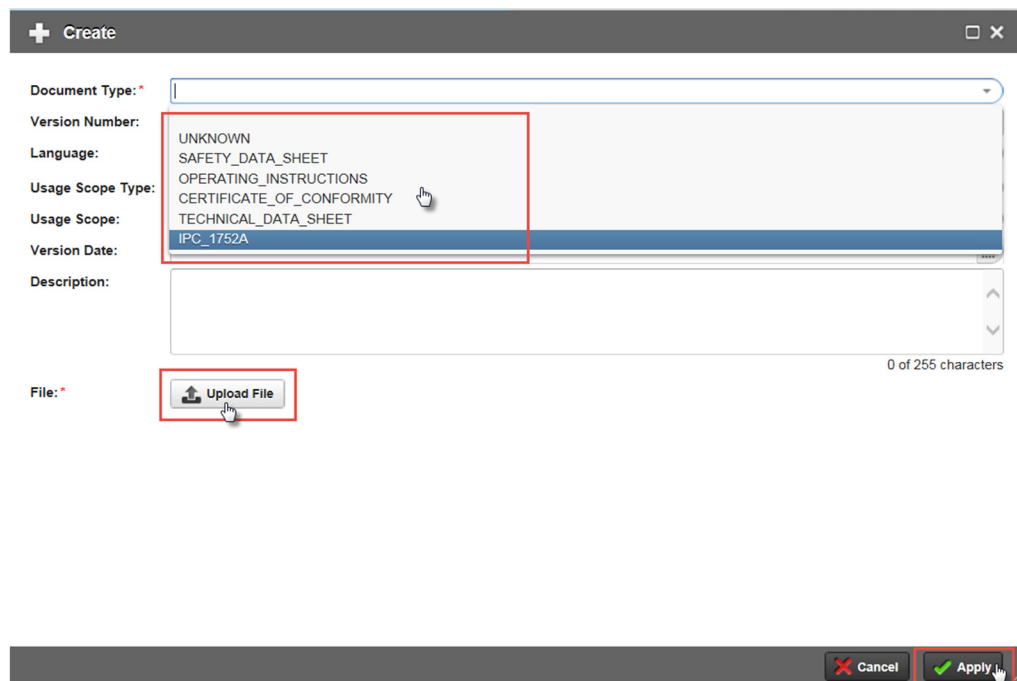 Create
Document Type:*
Version Number:
UNKNOWN
Language:
SAFETY_DATA_SHEET
OPERATING_INSTRUCTIONS
Usage Scope Type:
CERTIFICATE_OF_CONFORMITY
Usage Scope:
TECHNICAL_DATA_SHEET
IPC_1752A
Version Date:
Description:
0 of 255 characters
File:*
Upload File
Cancel
Apply